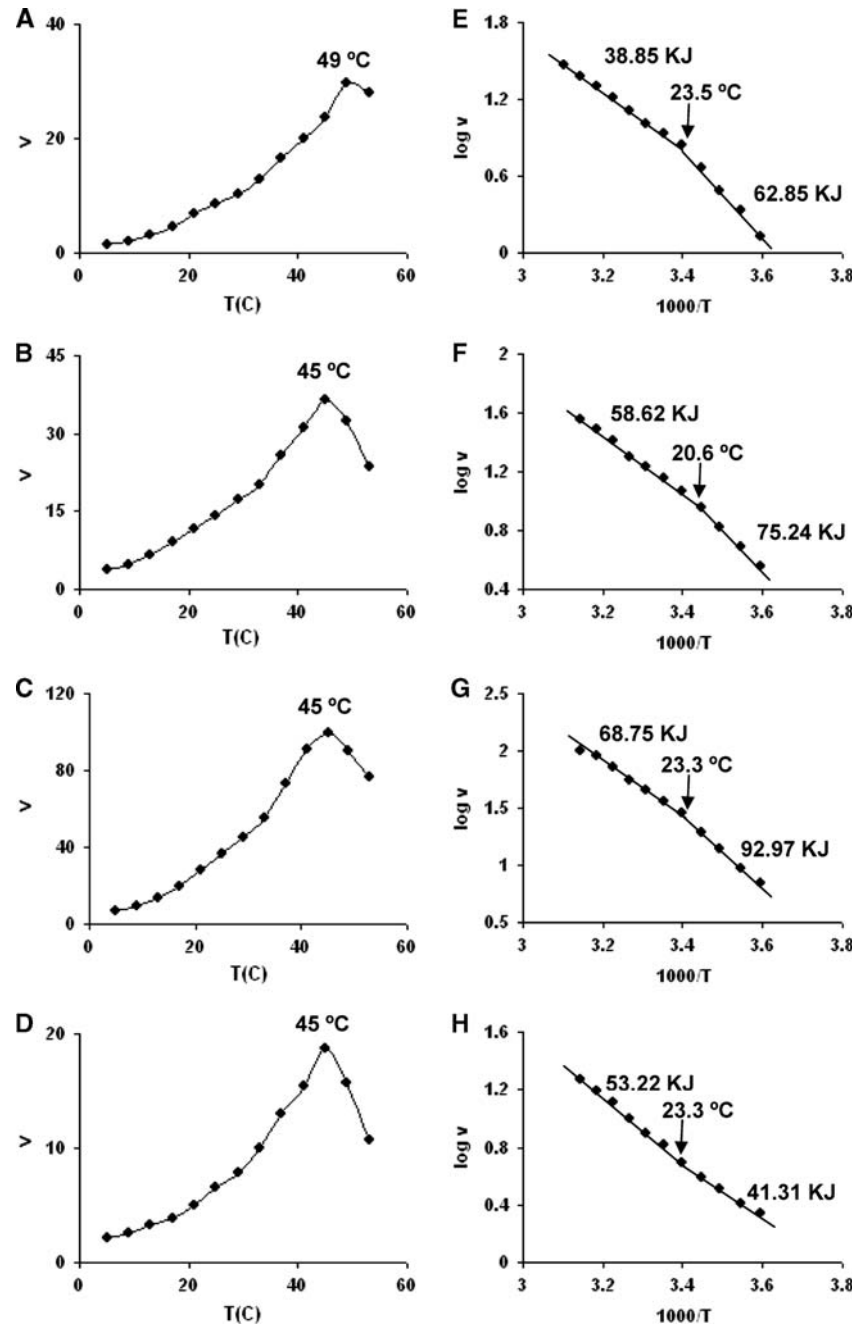 A
40
49 ºC
20
V
0
0
20
40
60
T(C)
E
1.8
38.85 KJ
23.5 ºC
1.2
log v
0.6
62.85 KJ
0
3
3.2
3.4
3.6
3.8
1000/T
B
45
45 ºC
30
V
15
0
0
20
40
60
T(C)
F
2
1.6
58.62 KJ
20.6 ºC
log v
1.2
0.8
75.24 KJ
0.4
3
3.2
3.4
3.6
3.8
1000/T
C
120
45 ºC
80
V
40
0
0
20
40
60
T(C)
G
2.5
68.75 KJ
2
23.3 ºC
log v
1.5
92.97 KJ
1
0.5
3
3.2
3.4
3.6
3.8
1000/T
D
20
45 ºC
V
10
0
0
20
40
60
T(C)
H
1.6
53.22 KJ
1.2
23.3 ºC
log v
0.8
41.31 KJ
0.4
0
3
3.2
3.4
3.6
3.8
1000/T